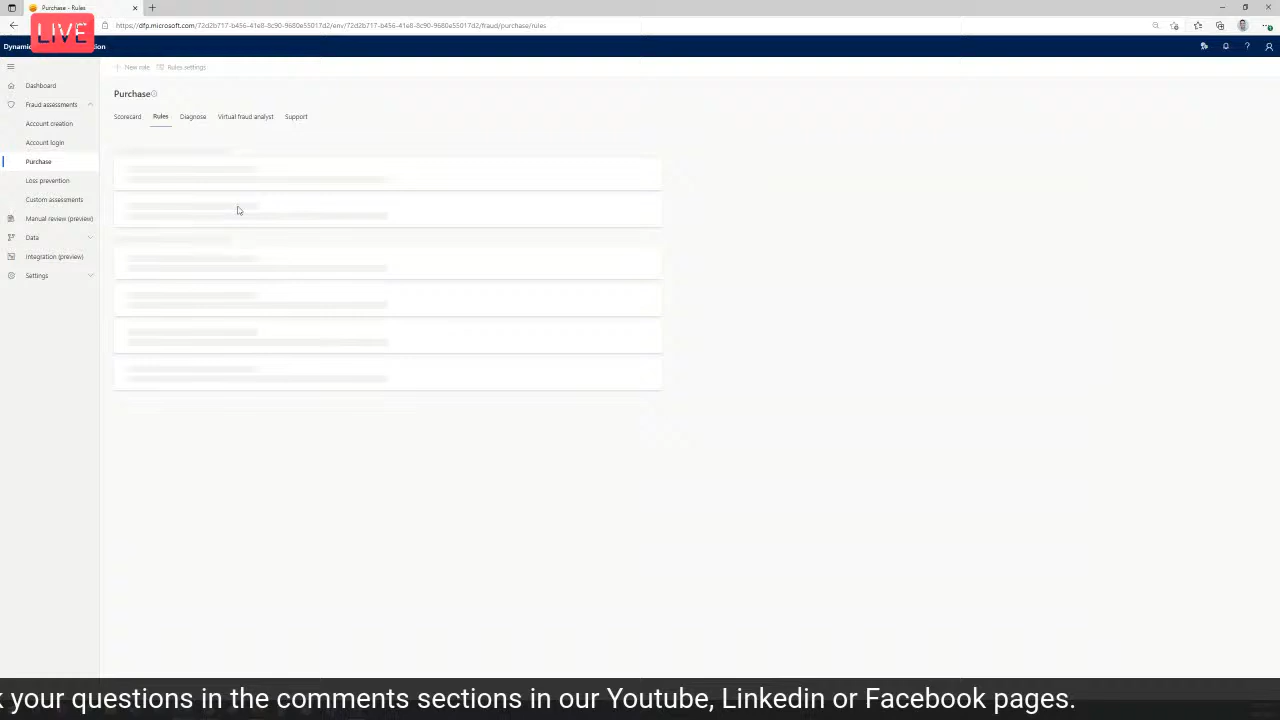 Purchase - Rules
https://dfp.microsoft.com/72d2b717-b456-41e8-8c90-9680e55017d2/env/72d2b717-b456-41e8-8c90-9680e55017d2/fraud/purchase/rules
LIVE
New rule
Rules settings
Dashboard
Purchase
Fraud assessments
Scorecard
Rules
Diagnose
Virtual fraud analyst
Support
Account creation
Account login
Purchase
Loss prevention
Custom assessments
Manual review (preview)
Data
Integration (preview)
Settings
your questions in the comments sections in our Youtube, Linkedin or Facebook pages.